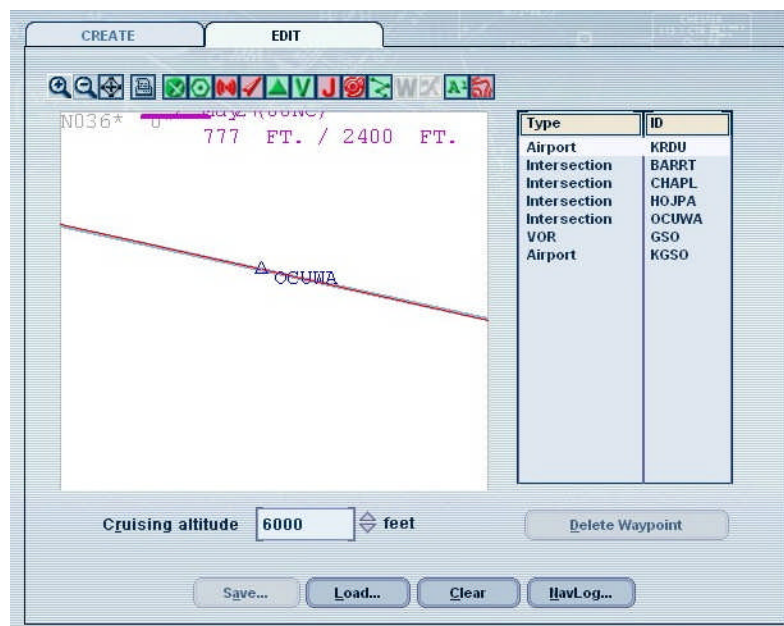 CREATE
EDIT
W
V J
N036*
777 FT. / 2400 FT.
OCUWA
Type ID
Airport KRDU
Intersection BARRT
Intersection CHAPL
Intersection HOJPA
Intersection OCUWA
VOR GSO
Airport KGSO
Cruising altitude 6000 feet
Delete Waypoint
Save... Load... Clear NavLog...